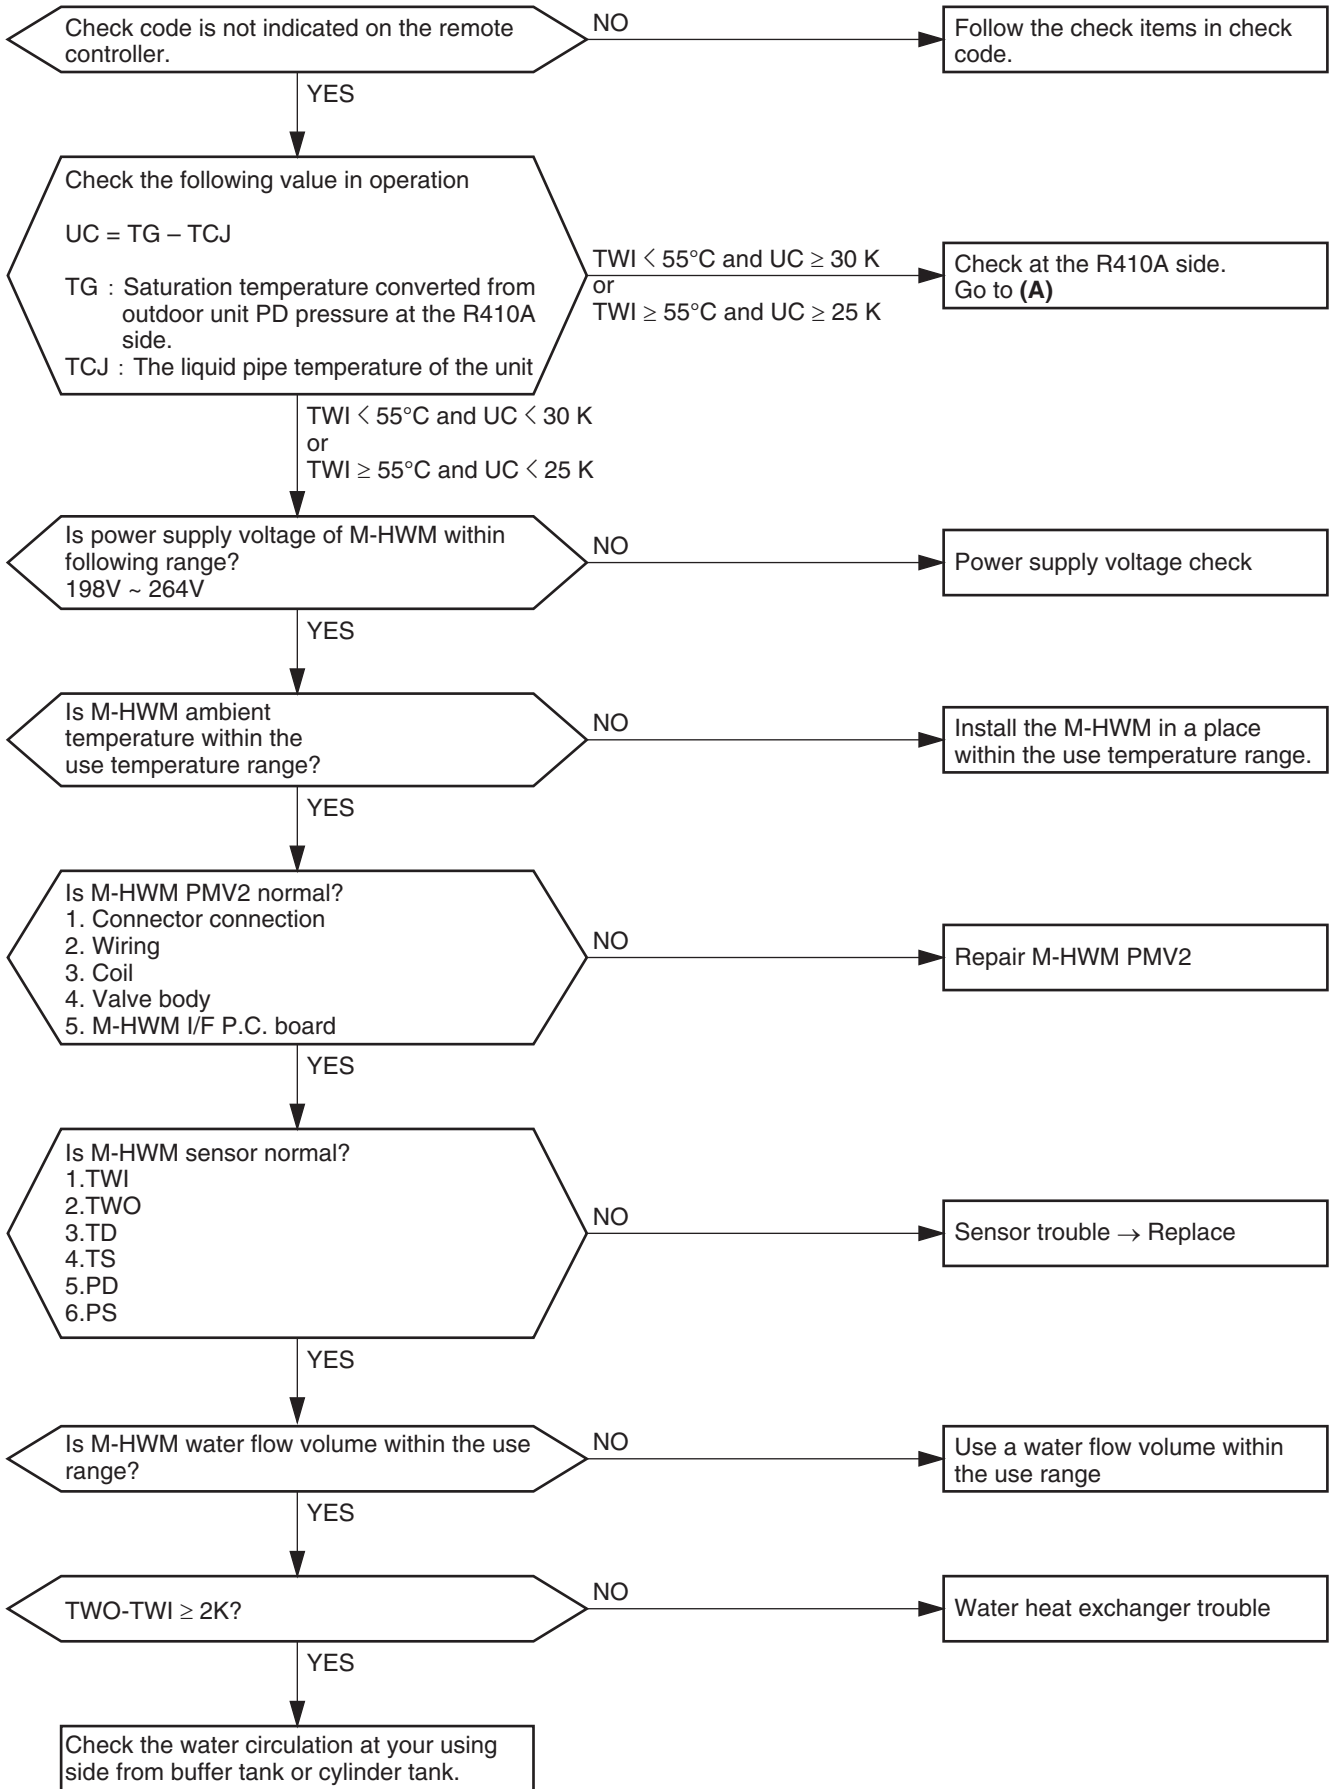 Check code is not indicated on the remote
controller.
NO
Follow the check items in check
code.
YES
Check the following value in operation
UC = TG – TCJ
TG : Saturation temperature converted from
outdoor unit PD pressure at the R410A
side.
TCJ : The liquid pipe temperature of the unit
TWI < 55°C and UC ≥ 30 K
or
TWI ≥ 55°C and UC ≥ 25 K
Check at the R410A side.
Go to (A)
TWI < 55°C and UC < 30 K
or
TWI ≥ 55°C and UC < 25 K
Is power supply voltage of M-HWM within
following range?
198V ~ 264V
NO
Power supply voltage check
YES
Is M-HWM ambient
temperature within the
use temperature range?
NO
Install the M-HWM in a place
within the use temperature range.
YES
Is M-HWM PMV2 normal?
1. Connector connection
2. Wiring
3. Coil
4. Valve body
5. M-HWM I/F P.C. board
NO
Repair M-HWM PMV2
YES
Is M-HWM sensor normal?
1.TWI
2.TWO
3.TD
4.TS
5.PD
6.PS
NO
Sensor trouble → Replace
YES
Is M-HWM water flow volume within the use
range?
NO
Use a water flow volume within
the use range
YES
TWO-TWI ≥ 2K?
NO
Water heat exchanger trouble
YES
Check the water circulation at your using
side from buffer tank or cylinder tank.